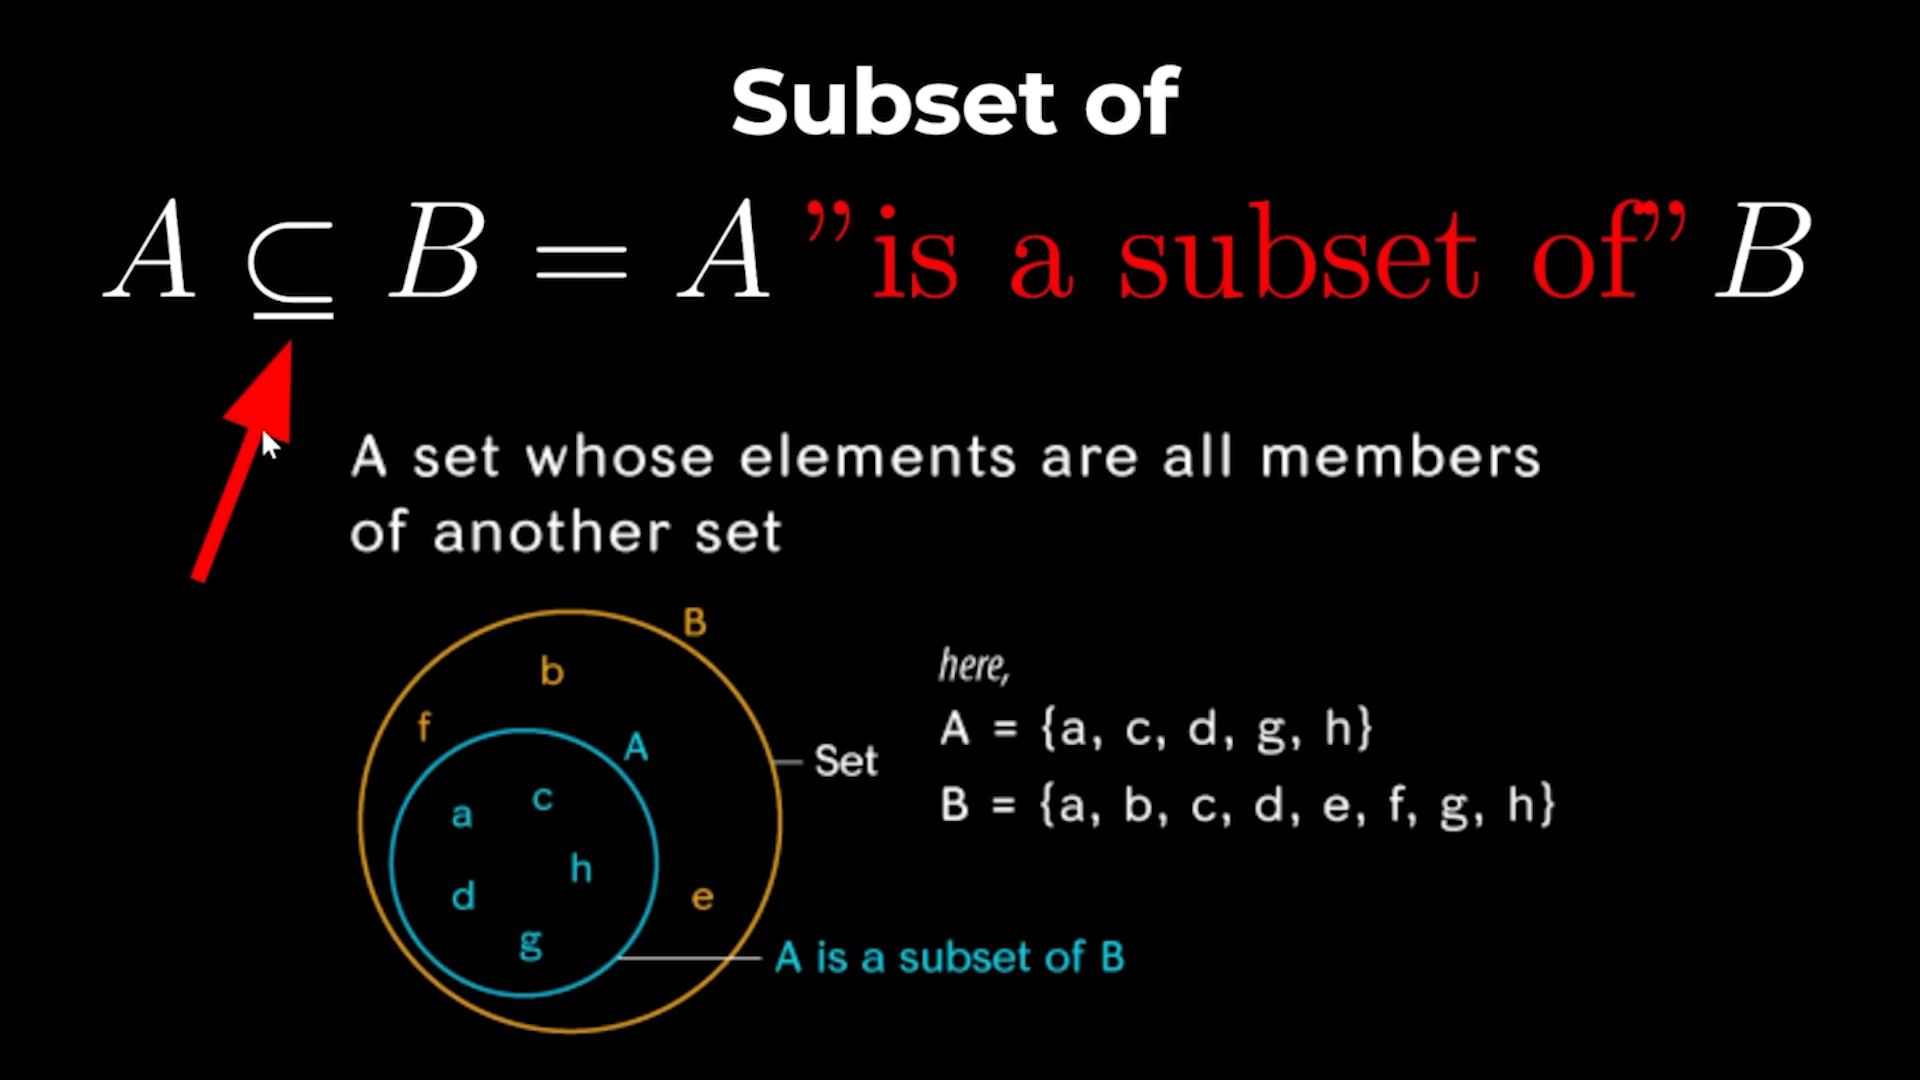 Subset of
A ⊆ B = A ”is a subset of” B
A set whose elements are all members
of another set
B
b
f
A
c
a
h
d
e
g
Set
A is a subset of B
here,
A = {a, c, d, g, h}
B = {a, b, c, d, e, f, g, h}